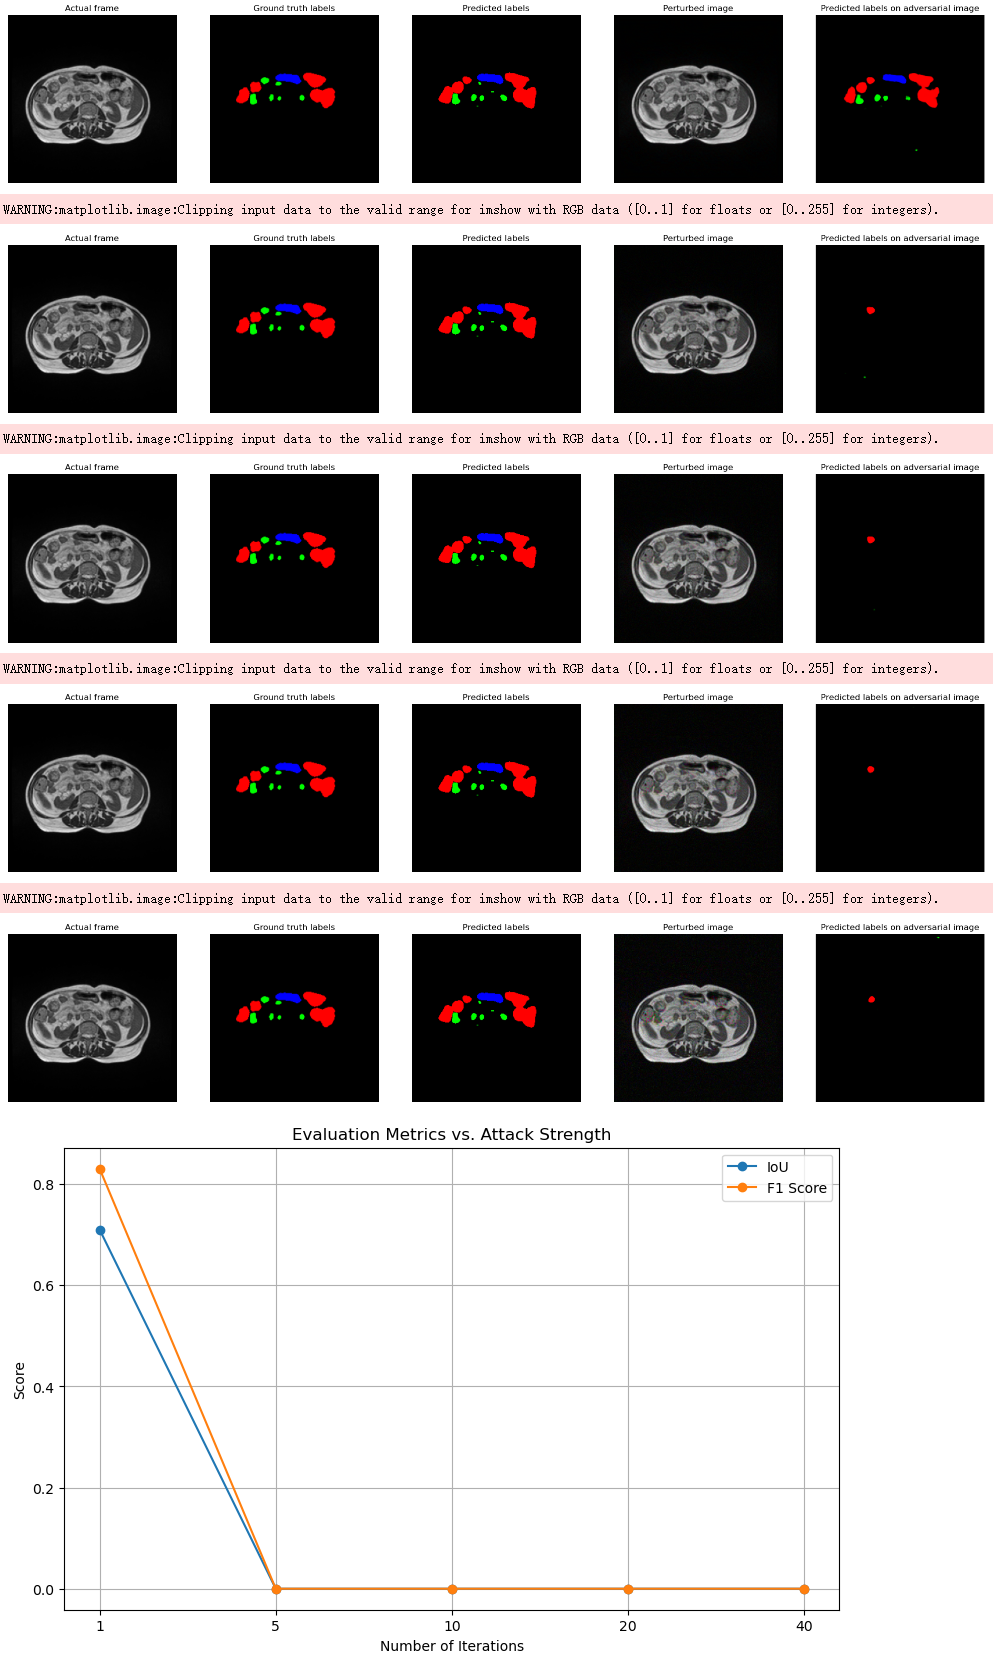 Actual frame Ground truth labels Predicted labels Perturbed image Predicted labels on adversarial image
WARNING:matplotlib.image:Clipping input data to the valid range for imshow with RGB data ([0..1] for floats or [0..255] for integers).
Actual frame Ground truth labels Predicted labels Perturbed image Predicted labels on adversarial image
WARNING:matplotlib.image:Clipping input data to the valid range for imshow with RGB data ([0..1] for floats or [0..255] for integers).
Actual frame Ground truth labels Predicted labels Perturbed image Predicted labels on adversarial image
WARNING:matplotlib.image:Clipping input data to the valid range for imshow with RGB data ([0..1] for floats or [0..255] for integers).
Actual frame Ground truth labels Predicted labels Perturbed image Predicted labels on adversarial image
WARNING:matplotlib.image:Clipping input data to the valid range for imshow with RGB data ([0..1] for floats or [0..255] for integers).
Actual frame Ground truth labels Predicted labels Perturbed image Predicted labels on adversarial image
Evaluation Metrics vs. Attack Strength
IoU
F1 Score
0.8
0.6
0.4
0.2
0.0
Score
1 5 10 20 40
Number of Iterations